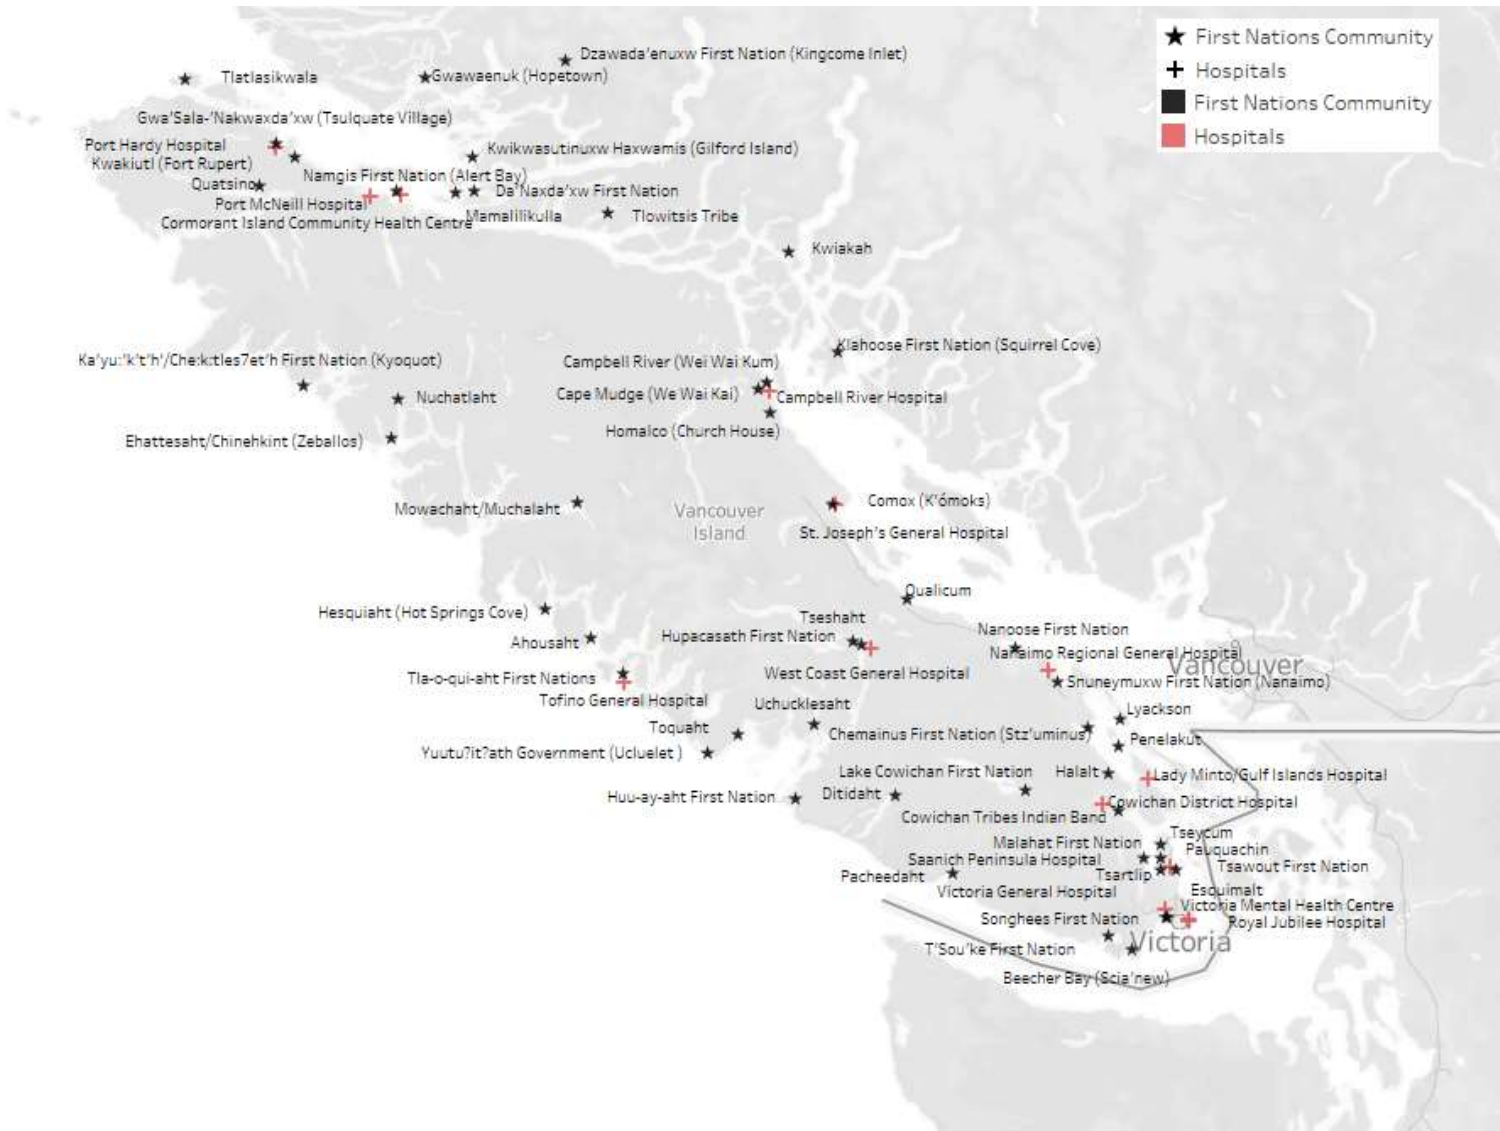 First Nations Community
Hospitals
First Nations Community
Hospitals
Dzawada'enuxw First Nation (Kingcome Inlet)
Tlatlasikwala
Gwawaenuk (Hopetown)
Gwa'Sala-'Nakwaxda'xw (Tsulquate Village)
Port Hardy Hospital
Kwikwasutinuxw Haxwamis (Gilford Island)
Kwakiutl (Fort Rupert)
Namgis First Nation (Alert Bay)
Quatsino
Da'Naxda'xw First Nation
Port McNeill Hospital
Mamalilikulla
Tlowitsis Tribe
Cormorant Island Community Health Centre
Kwiakah
Klahoose First Nation (Squirrel Cove)
Ka'yu:'k't'h'/Che:k:tles7et'h First Nation (Kyoquot)
Campbell River (Wei Wai Kum)
Nuchatlaht
Cape Mudge (We Wai Kai)
Campbell River Hospital
Homalco (Church House)
Ehattesaht/Chinehkint (Zeballos)
Mowachaht/Muchalaht
Vancouver
Island
Comox (K'ómoks)
St. Joseph's General Hospital
Qualicum
Hesquiaht (Hot Springs Cove)
Tseshaht
Nanoose First Nation
Ahousaht
Hupacasath First Nation
Nanaimo Regional General Hospital
Vancouver
Tla-o-qui-aht First Nations
West Coast General Hospital
Snuneymuxw First Nation (Nanaimo)
Tofino General Hospital
Uchucklesaht
Lyackson
Toquaht
Chemainus First Nation (Stz'uminus)
Penelakut
Yuutu?it?ath Government (Ucluelet )
Lake Cowichan First Nation
Halalt
Lady Minto/Gulf Islands Hospital
Huu-ay-aht First Nation
Ditidaht
Cowichan District Hospital
Cowichan Tribes Indian Band
Tseycum
Malahat First Nation
Pauquachin
Saanich Peninsula Hospital
Tsawout First Nation
Pacheedaht
Tsartlip
Victoria General Hospital
Esquimalt
Victoria Mental Health Centre
Songhees First Nation
Royal Jubilee Hospital
Victoria
T'Sou'ke First Nation
Beecher Bay (Scia'new)